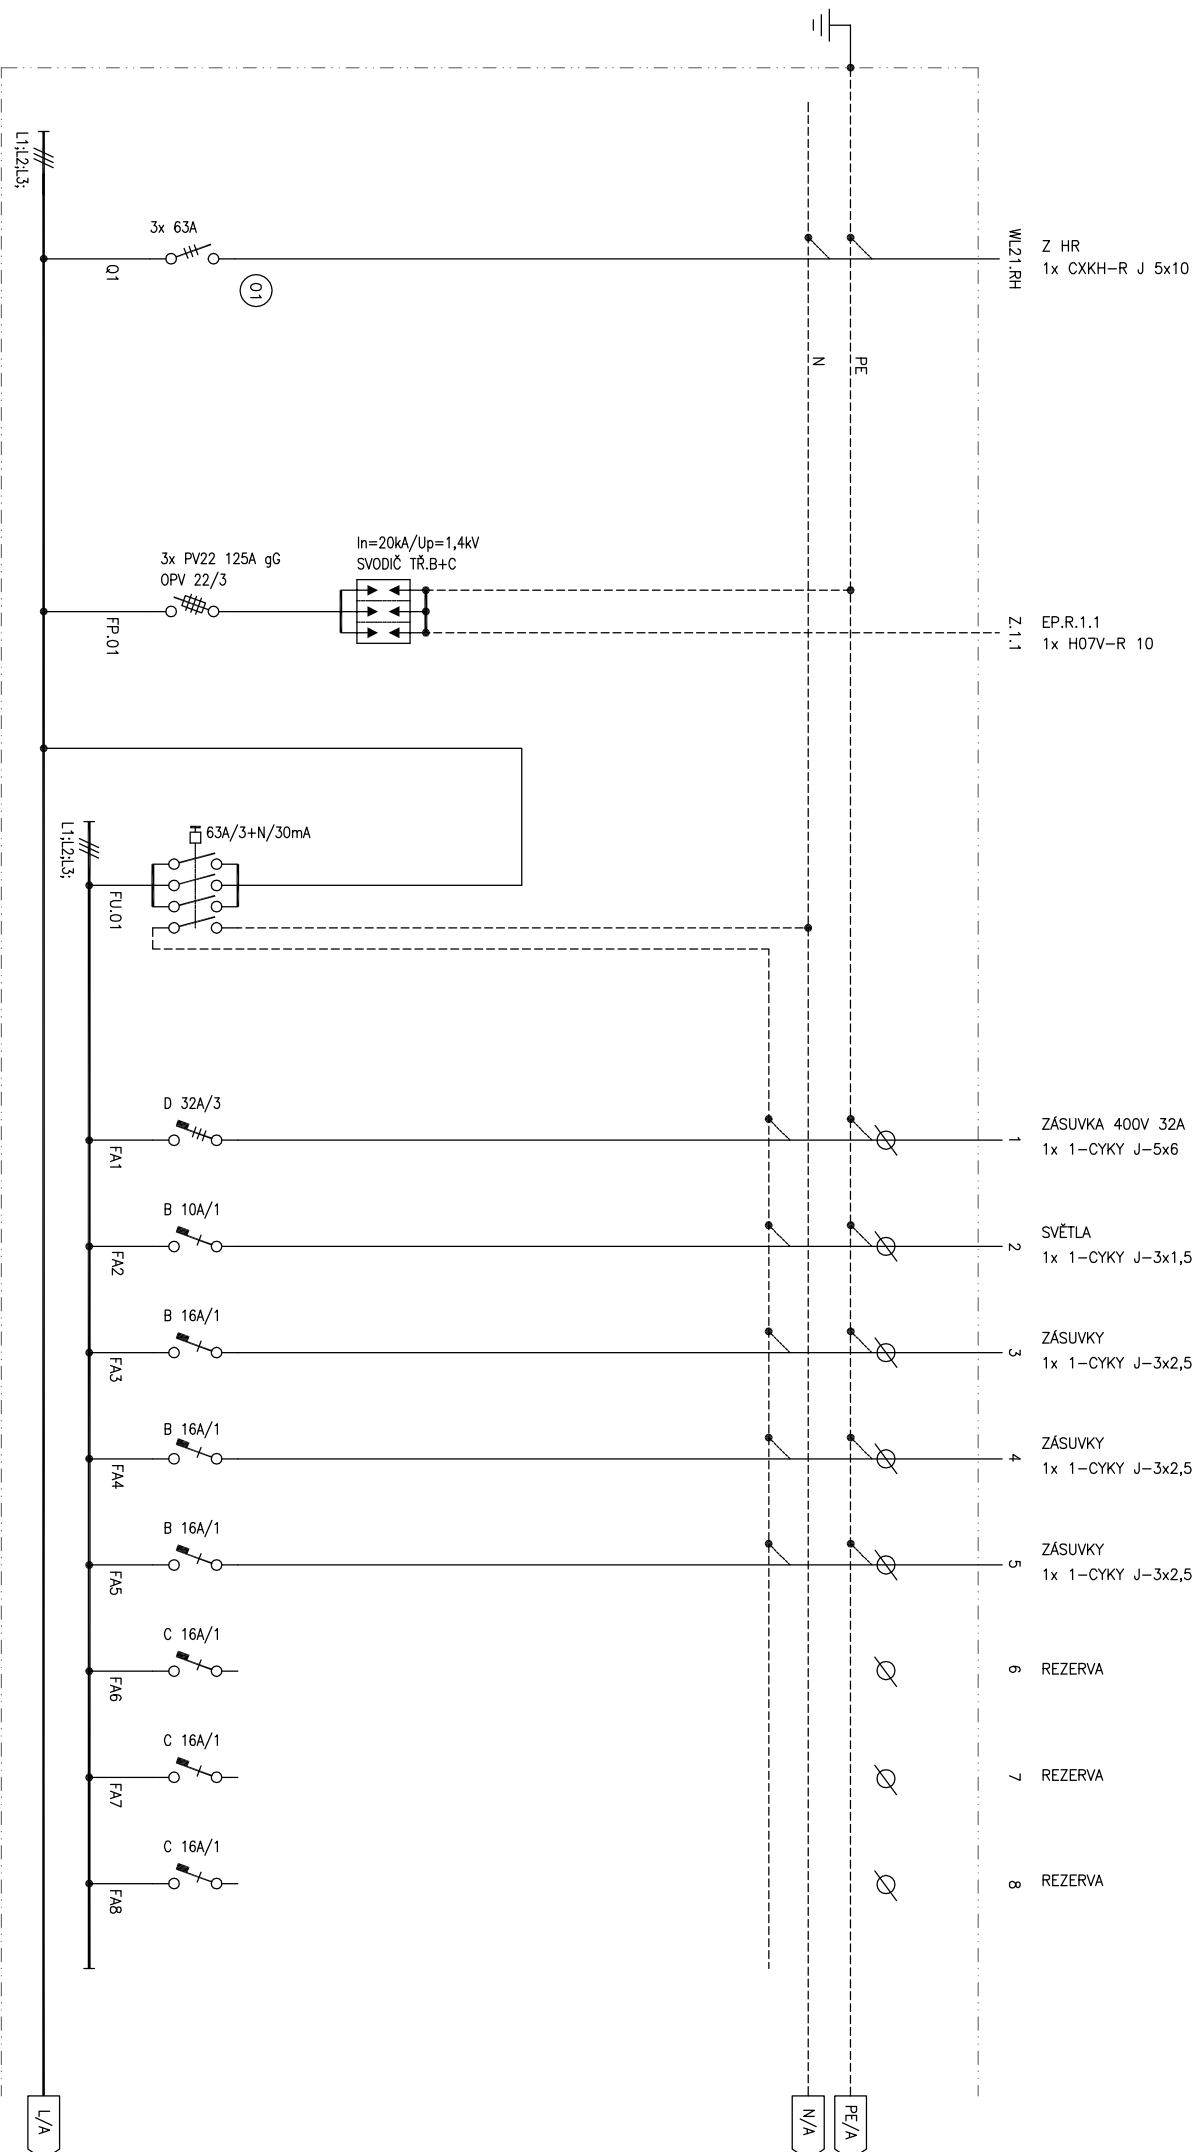 L1;L2;L3;
3x 63A
Q1
01
WL21.RH
Z HR
1x CXKH-R J 5x10
N
PE
In=20kA/Up=1,4kV
SVODIČ TŘ.B+C
3x PV22 125A gG
OPV 22/3
FP.01
Z.1.1
EP.R.1.1
1x H07V-R 10
L1;L2;L3;
63A/3+N/30mA
FU.01
D 32A/3
FA1
1
ZÁSUVKA 400V 32A
1x 1-CYKY J-5x6
B 10A/1
FA2
2
SVĚTLA
1x 1-CYKY J-3x1,5
B 16A/1
FA3
3
ZÁSUVKY
1x 1-CYKY J-3x2,5
B 16A/1
FA4
4
ZÁSUVKY
1x 1-CYKY J-3x2,5
B 16A/1
FA5
5
ZÁSUVKY
1x 1-CYKY J-3x2,5
C 16A/1
FA6
6
REZERVA
C 16A/1
FA7
7
REZERVA
C 16A/1
FA8
8
REZERVA
L/A
N/A
PE/A